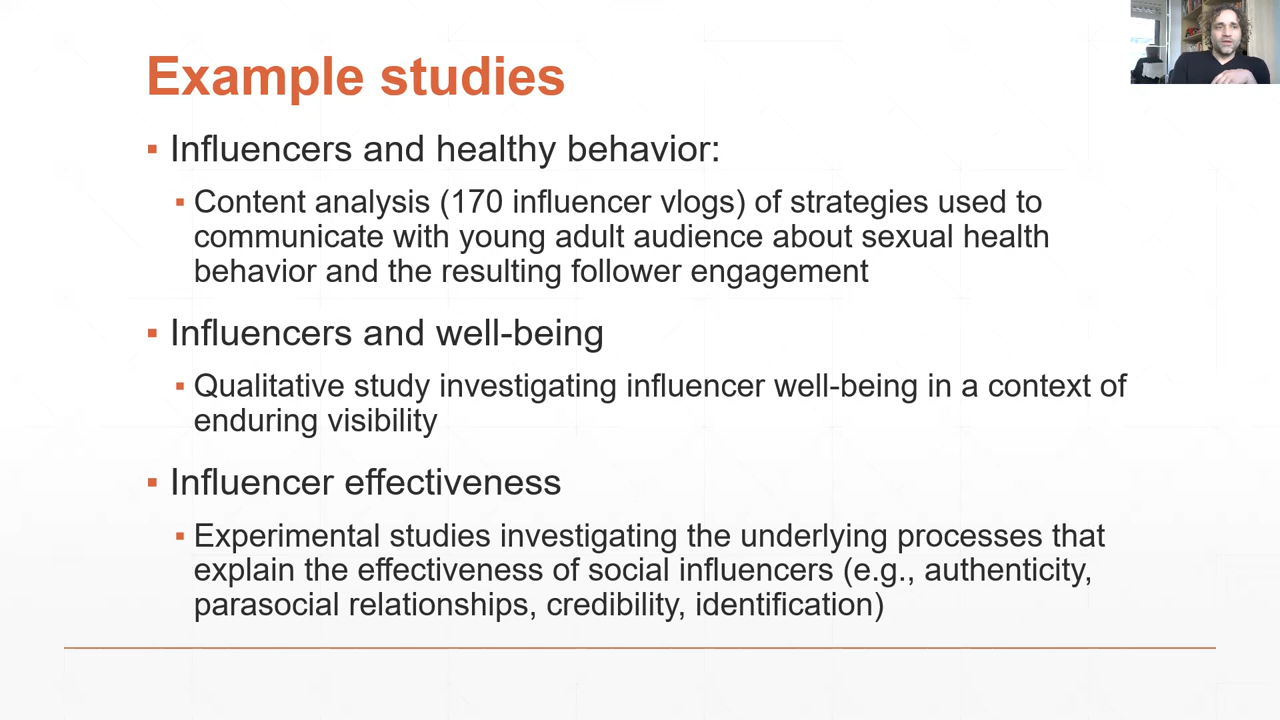 Example studies
▪ Influencers and healthy behavior:
▪ Content analysis (170 influencer vlogs) of strategies used to
communicate with young adult audience about sexual health
behavior and the resulting follower engagement
▪ Influencers and well-being
▪ Qualitative study investigating influencer well-being in a context of
enduring visibility
▪ Influencer effectiveness
▪ Experimental studies investigating the underlying processes that
explain the effectiveness of social influencers (e.g., authenticity,
parasocial relationships, credibility, identification)